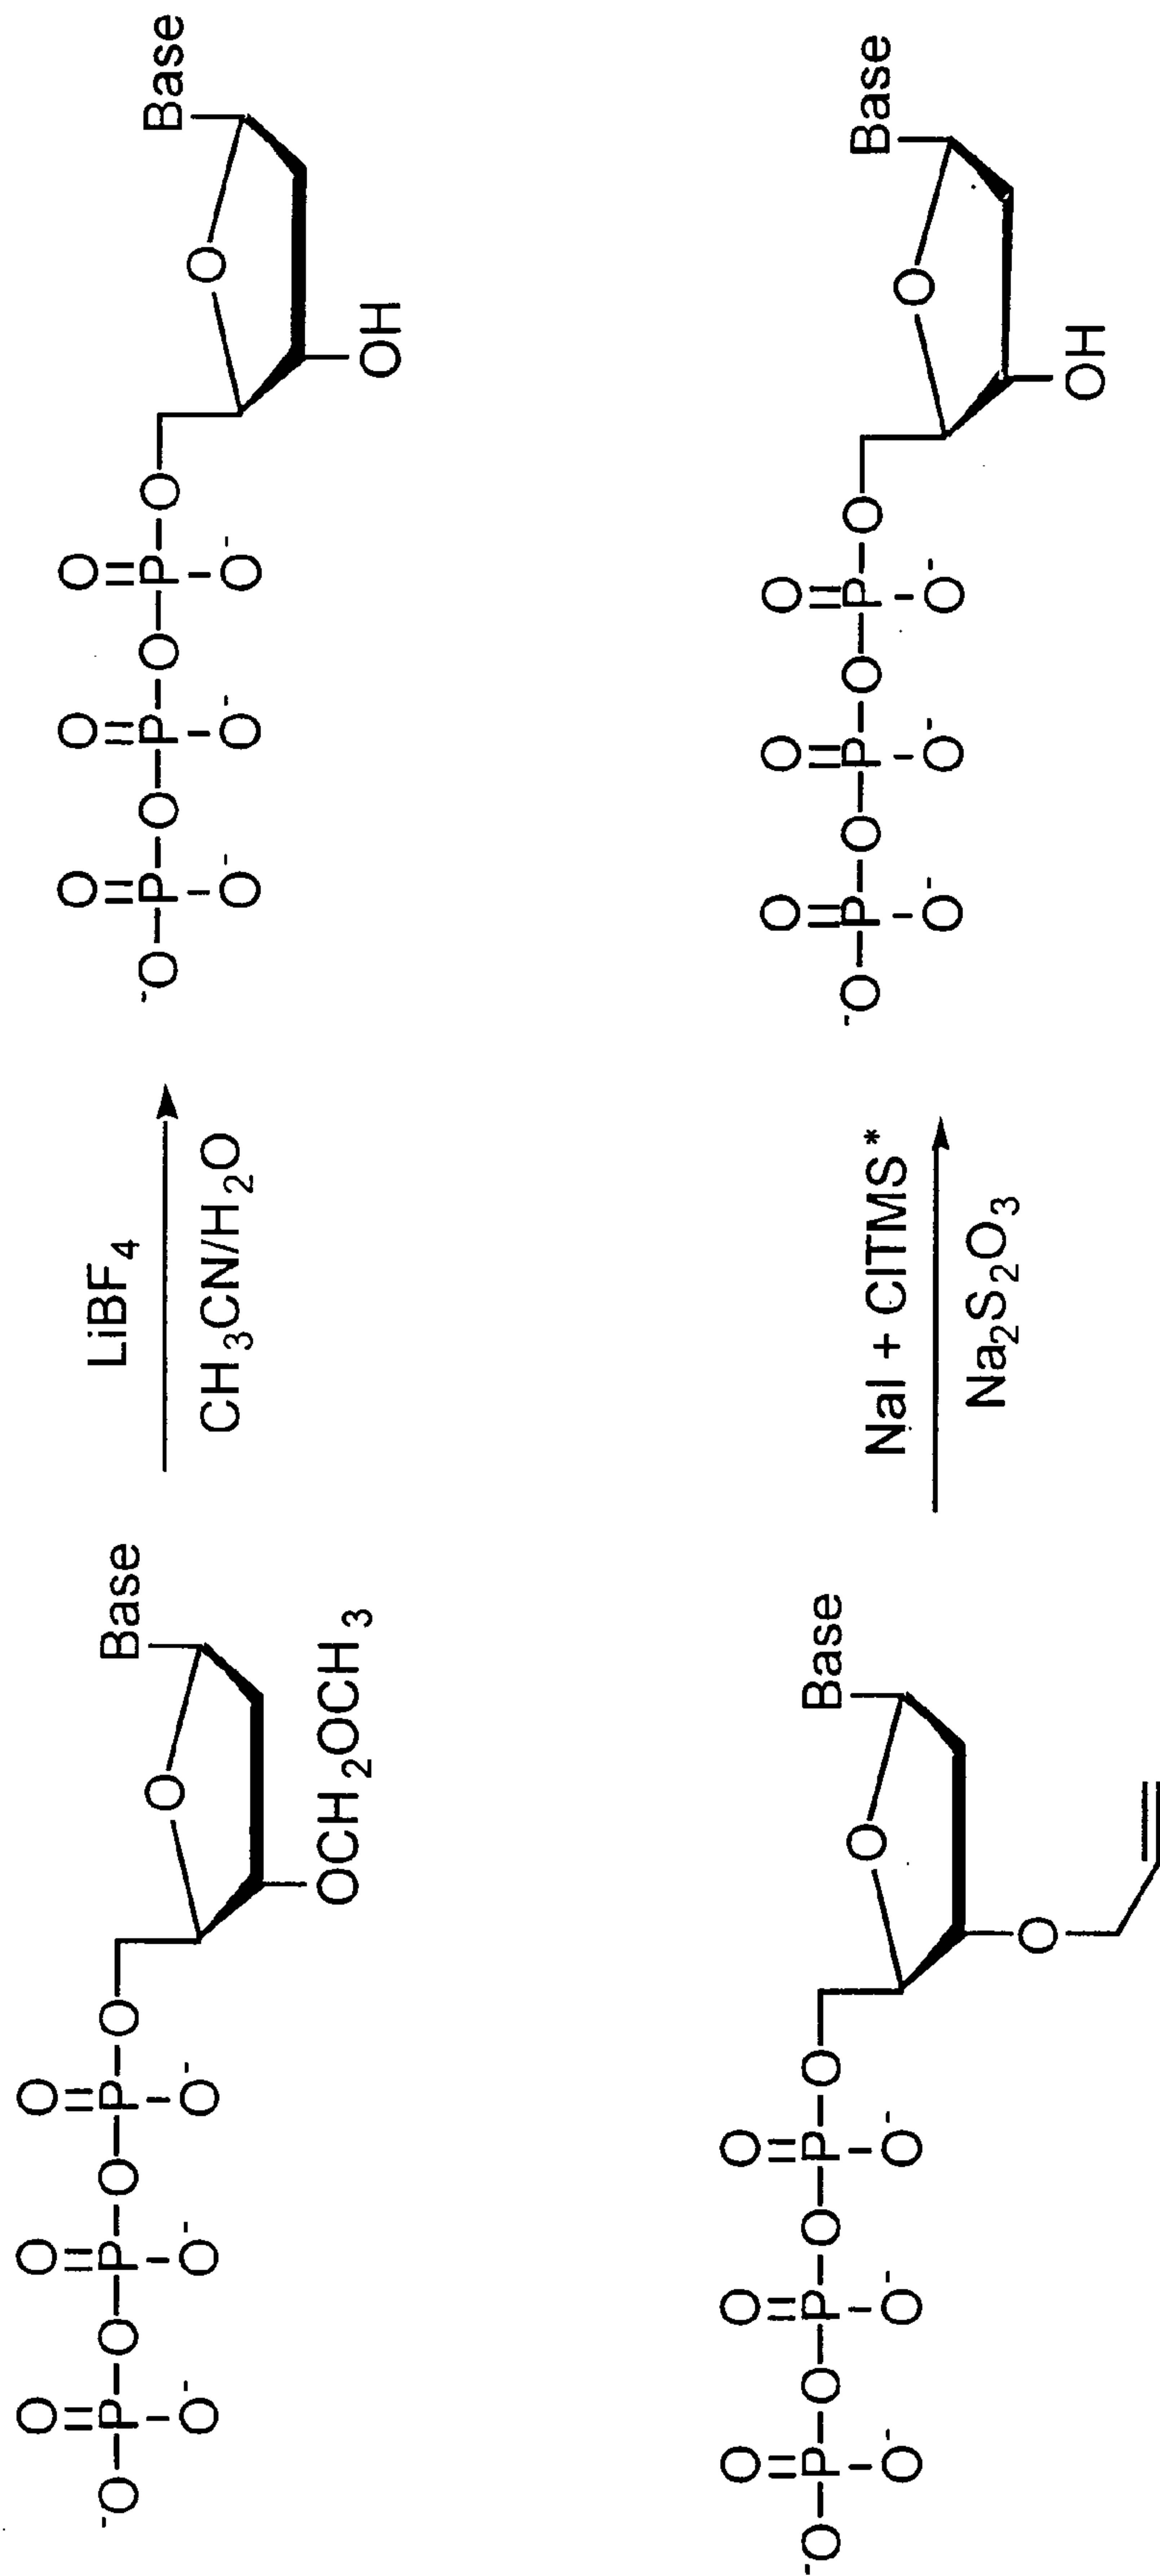 Base
O
O O O
-O-P-O-P-O-P-O
O- O- O-
OCH2OCH3
LiBF4
CH3CN/H2O
Base
O
O O O
-O-P-O-P-O-P-O
O- O- O-
OH
Base
O
O O O
-O-P-O-P-O-P-O
O- O- O-
O
NaI + ClTMS*
Na2S2O3
Base
O
O O O
-O-P-O-P-O-P-O
O- O- O-
OH